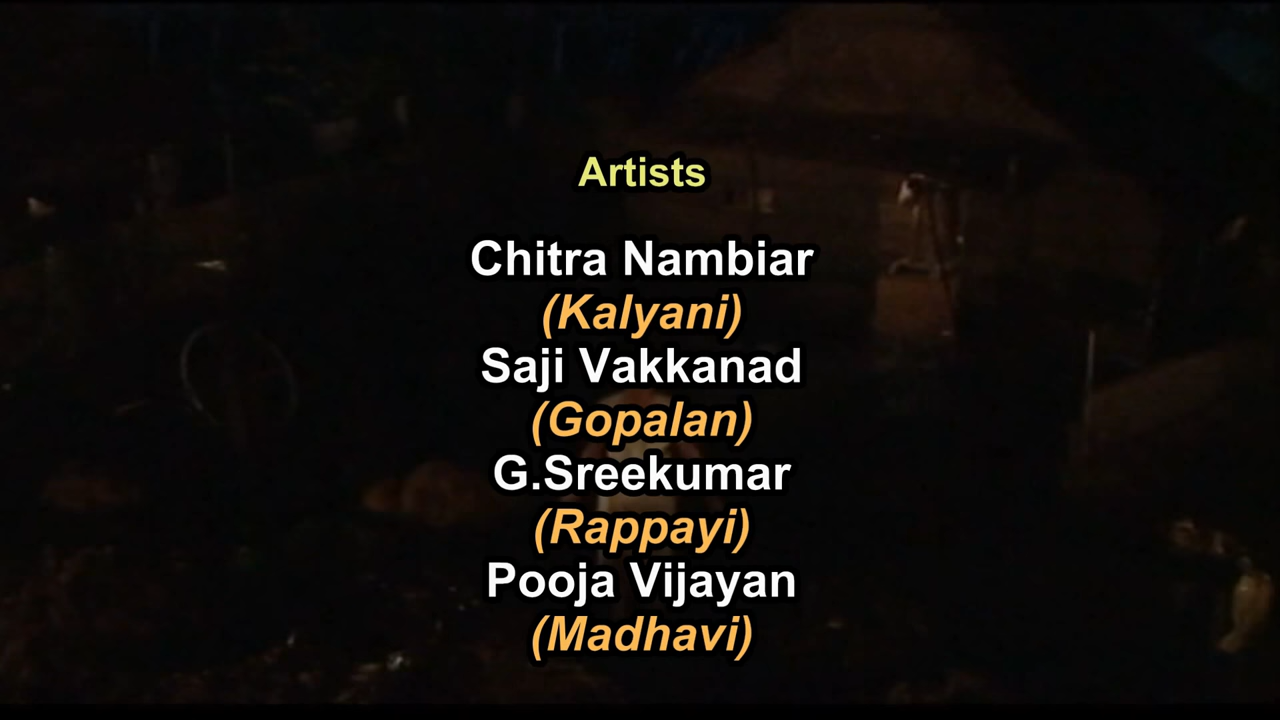 Artists
Chitra Nambiar
(Kalyani)
Saji Vakkanad
(Gopalan)
G.Sreekumar
(Rappayi)
Pooja Vijayan
(Madhavi)